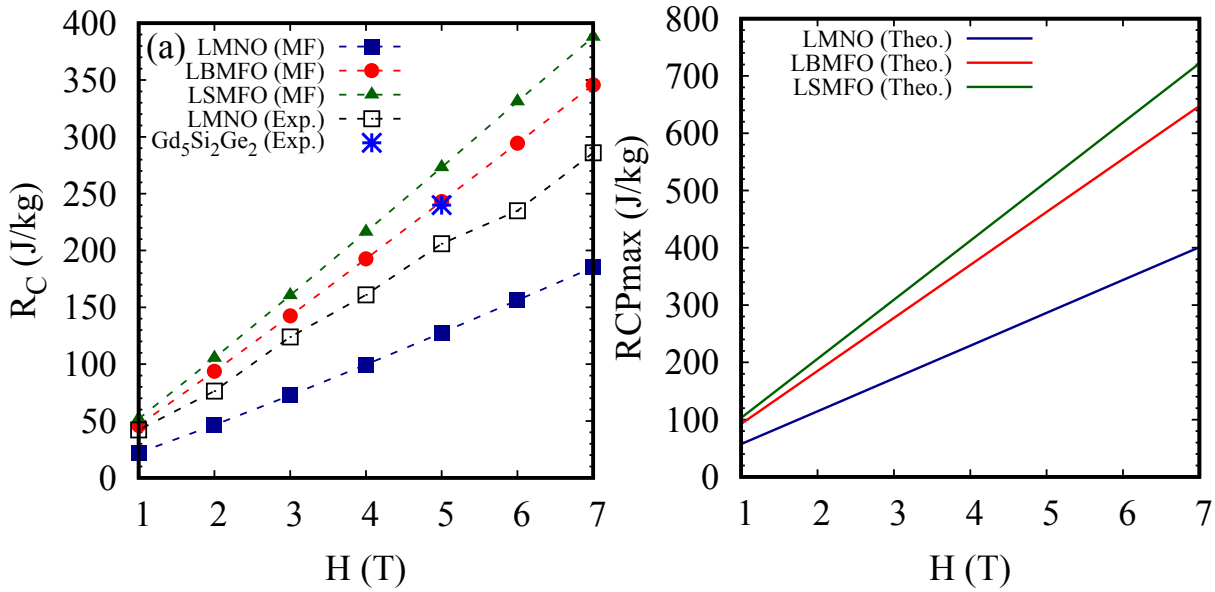 (a)
LMNO (MF)
LBMFO (MF)
LSMFO (MF)
LMNO (Exp.)
Gd5Si2Ge2 (Exp.)
400
350
300
250
200
150
100
50
0
RC (J/kg)
1 2 3 4 5 6 7
H (T)
LMNO (Theo.)
LBMFO (Theo.)
LSMFO (Theo.)
800
700
600
500
400
300
200
100
0
RCPmax (J/kg)
1 2 3 4 5 6 7
H (T)